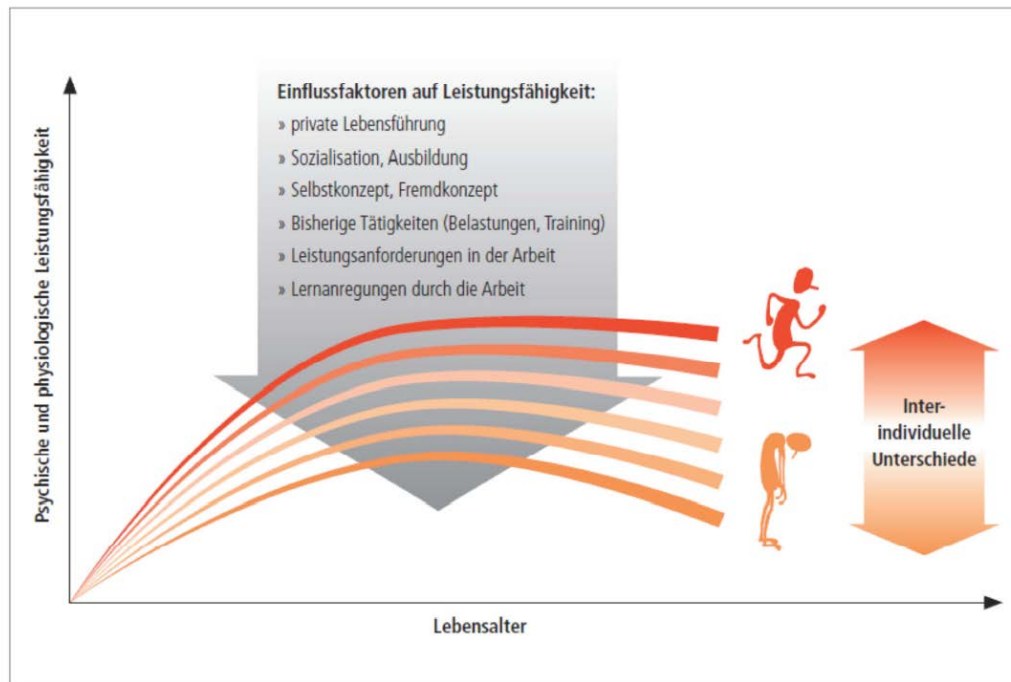 Psychische und physiologische Leistungsfähigkeit
Einflussfaktoren auf Leistungsfähigkeit:
» private Lebensführung
» Sozialisation, Ausbildung
» Selbstkonzept, Fremdkonzept
» Bisherige Tätigkeiten (Belastungen, Training)
» Leistungsanforderungen in der Arbeit
» Lernanregungen durch die Arbeit
Inter-
individuelle
Unterschiede
Lebensalter